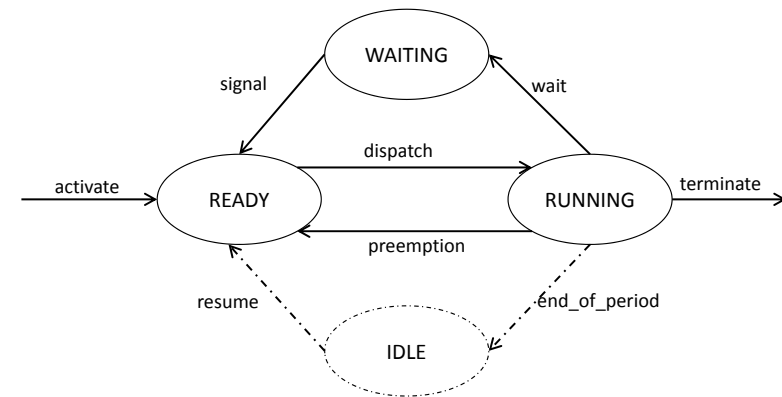 WAITING
signal
wait
dispatch
activate
READY
RUNNING
terminate
preemption
resume
end_of_period
IDLE